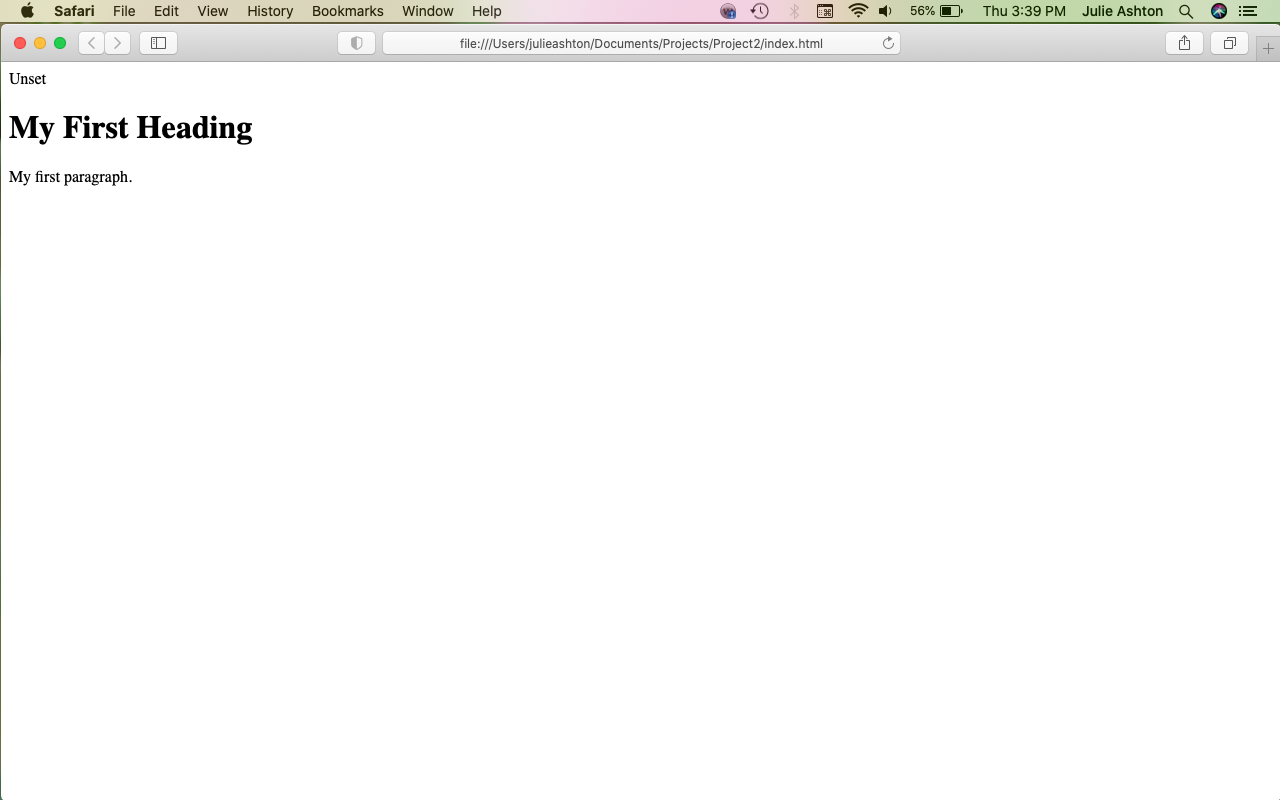 Safari File Edit View History Bookmarks Window Help 56% Thu 3:39 PM Julie Ashton
file:///Users/julieashton/Documents/Projects/Project2/index.html
Unset
My First Heading
My first paragraph.